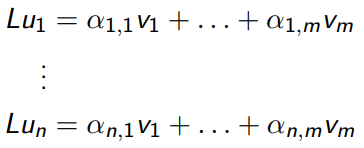 Lu₁ = α₁,₁v₁ + … + α₁,ₘvₘ
⋮
Luₙ = αₙ,₁v₁ + … + αₙ,ₘvₘ